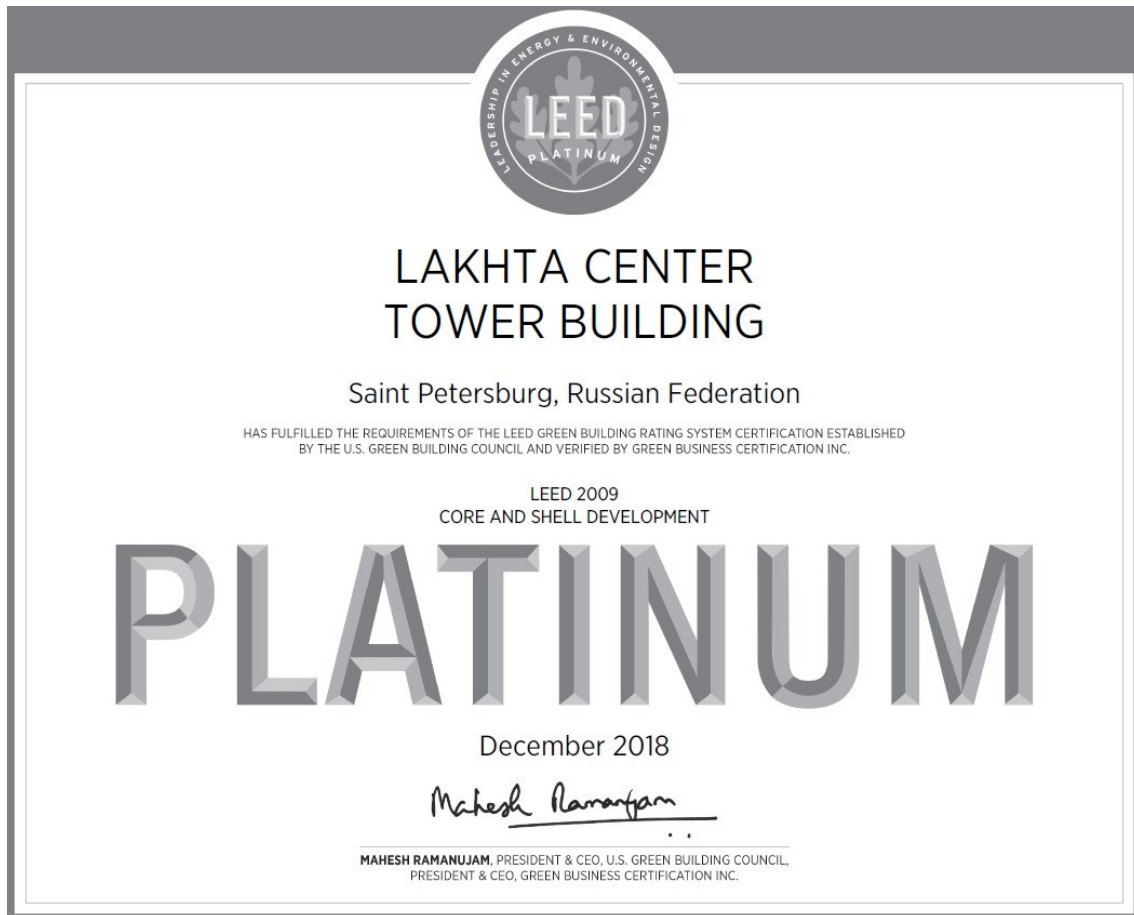 LEADERSHIP IN ENERGY & ENVIRONMENTAL DESIGN
LEED
PLATINUM
LAKHTA CENTER
TOWER BUILDING
Saint Petersburg, Russian Federation
HAS FULFILLED THE REQUIREMENTS OF THE LEED GREEN BUILDING RATING SYSTEM CERTIFICATION ESTABLISHED
BY THE U.S. GREEN BUILDING COUNCIL AND VERIFIED BY GREEN BUSINESS CERTIFICATION INC.
LEED 2009
CORE AND SHELL DEVELOPMENT
PLATINUM
December 2018
Mahesh Ramanujam
MAHESH RAMANUJAM, PRESIDENT & CEO, U.S. GREEN BUILDING COUNCIL,
PRESIDENT & CEO, GREEN BUSINESS CERTIFICATION INC.